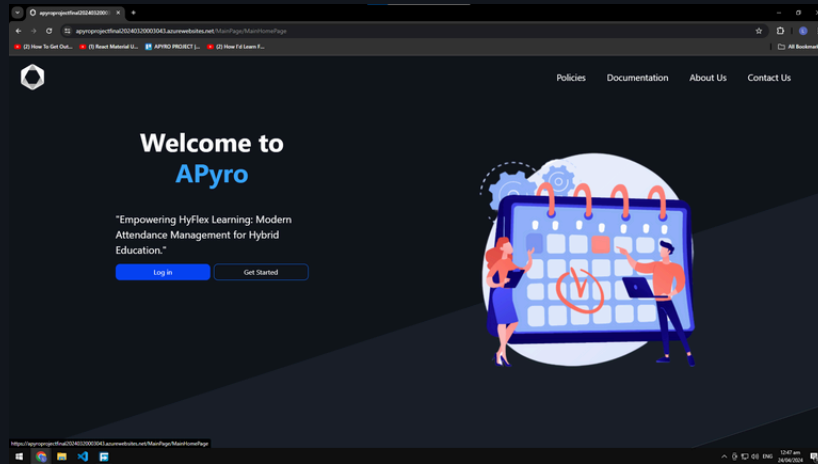 apyroprojectfinal20240320003043
apyroprojectfinal20240320003043.azurewebsites.net/MainPage/MainHomePage
(2) How To Get Out...
(1) React Material U...
APYRO PROJECT |...
(2) How I'd Learn F...
All Bookmarks
Policies
Documentation
About Us
Contact Us
Welcome to
APyro
"Empowering HyFlex Learning: Modern
Attendance Management for Hybrid
Education."
Log in
Get Started
https://apyroprojectfinal20240320003043.azurewebsites.net/MainPage/MainHomePage
ENG
12:47 am
24/04/2024